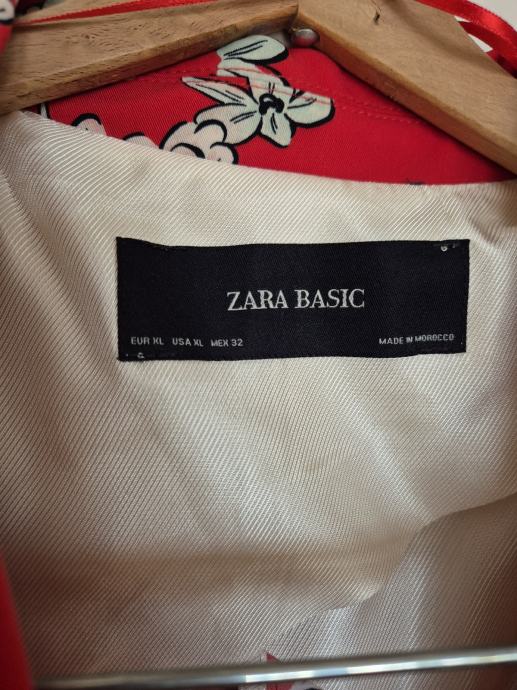 ZARA BASIC
EUR XL USA XL MEX 32 MADE IN MOROCCO